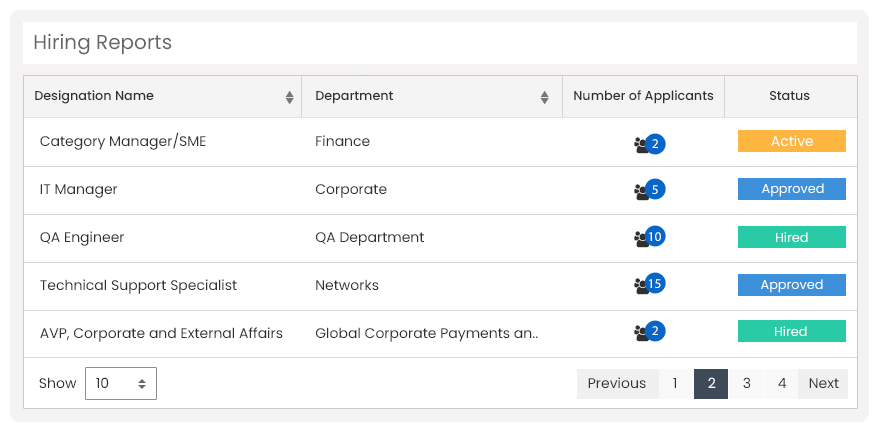 Hiring Reports
Designation Name Department Number of Applicants Status
Category Manager/SME Finance 2 Active
IT Manager Corporate 5 Approved
QA Engineer QA Department 10 Hired
Technical Support Specialist Networks 15 Approved
AVP, Corporate and External Affairs Global Corporate Payments an.. 2 Hired
Show 10 Previous 1 2 3 4 Next